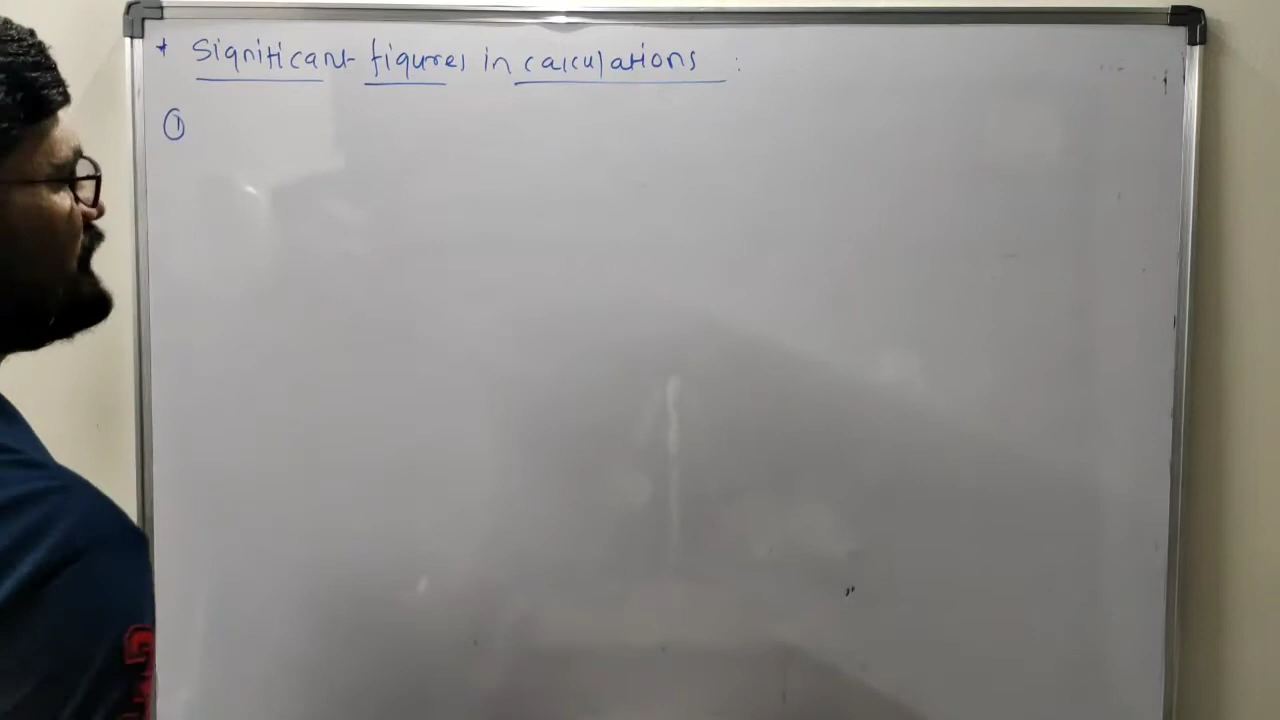 * Significant figures in calculations :
①